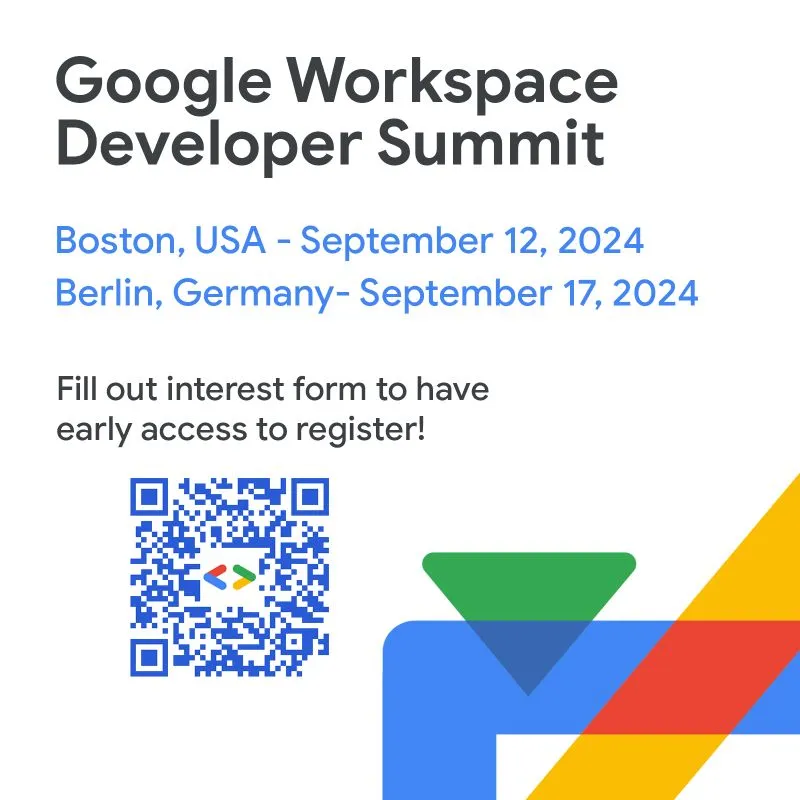 Google Workspace
Developer Summit
Boston, USA - September 12, 2024
Berlin, Germany- September 17, 2024
Fill out interest form to have
early access to register!